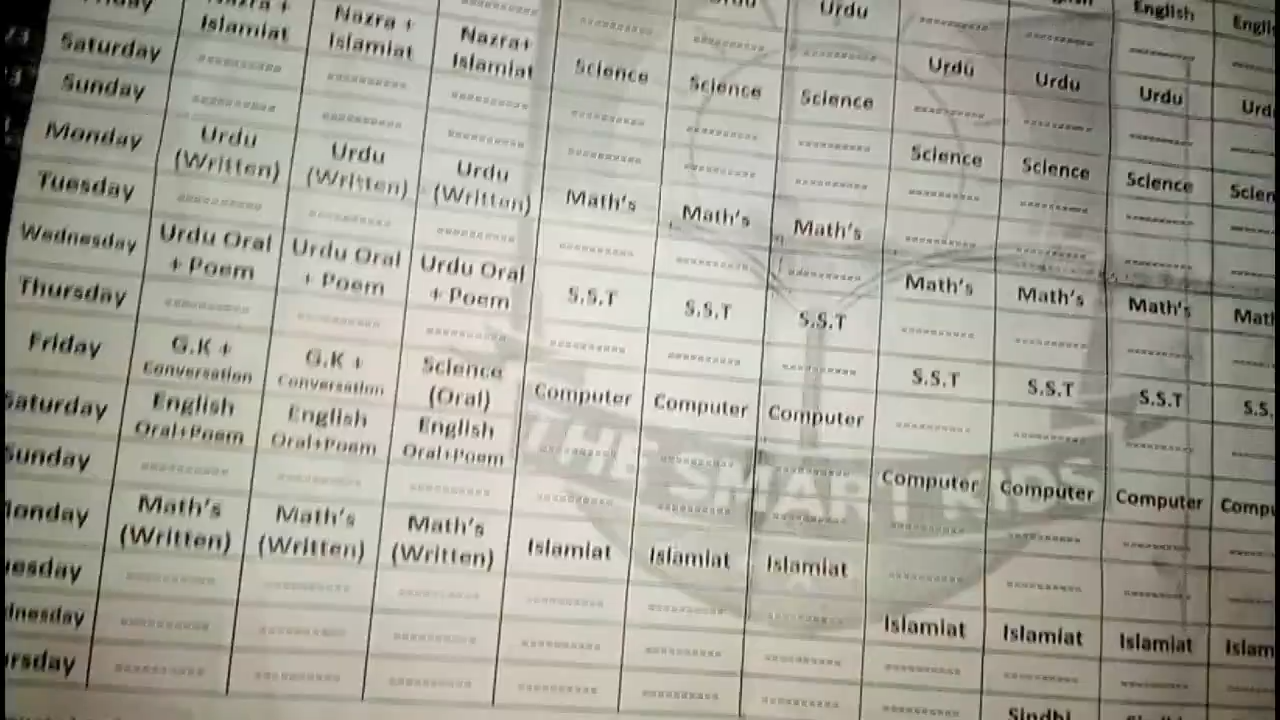 Nazra + Nazra + Nazra+ Urdu English
Islamiat Islamiat Islamiat
Saturday ---------- ---------- ---------- Science Science Science Urdu Urdu Urdu
Sunday ---------- ---------- ---------- ---------- ---------- ---------- ---------- ---------- ----------
Monday Urdu Urdu Urdu Math's Math's Math's Science Science Science
(Written) (Written) (Written)
Tuesday ---------- ---------- ---------- ---------- ---------- ---------- ---------- ---------- ----------
Wednesday Urdu Oral Urdu Oral Urdu Oral S.S.T S.S.T S.S.T Math's Math's Math's
+ Poem + Poem + Poem
Thursday ---------- ---------- ---------- ---------- ---------- ---------- ---------- ---------- ----------
Friday G.K + G.K + Science Computer Computer Computer S.S.T S.S.T S.S.T
Conversation Conversation (Oral)
Saturday English English English ---------- ---------- ---------- ---------- ---------- ----------
Oral+Poem Oral+Poem Oral+Poem
Sunday ---------- ---------- ---------- ---------- ---------- ---------- Computer Computer Computer
Monday Math's Math's Math's Islamiat Islamiat Islamiat ---------- ---------- ----------
(Written) (Written) (Written)
---------- ---------- ---------- ---------- ---------- ---------- ---------- ---------- ----------
---------- ---------- ---------- ---------- ---------- ---------- Islamiat Islamiat Islamiat
---------- ---------- ---------- ---------- ---------- ---------- ---------- ---------- ----------
Sindhi
THE SMART KIDS